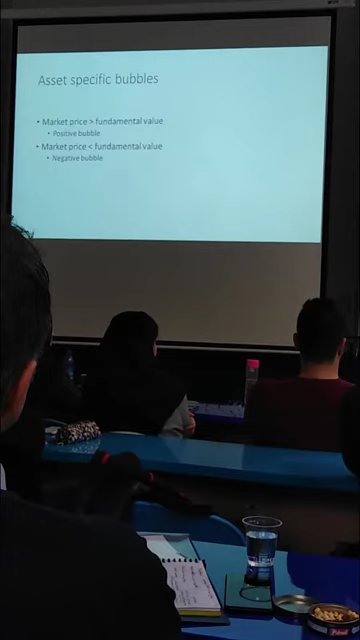 Asset specific bubbles
• Market price > fundamental value
• Positive bubble
• Market price < fundamental value
• Negative bubble